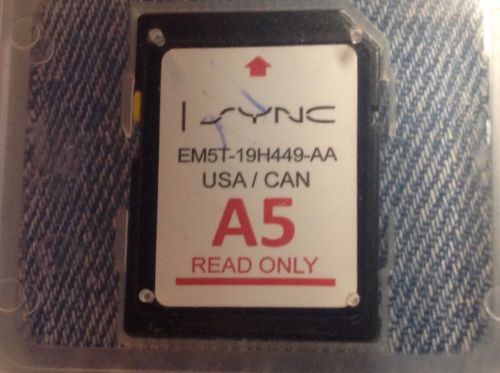 SYNC
EM5T-19H449-AA
USA / CAN
A5
READ ONLY